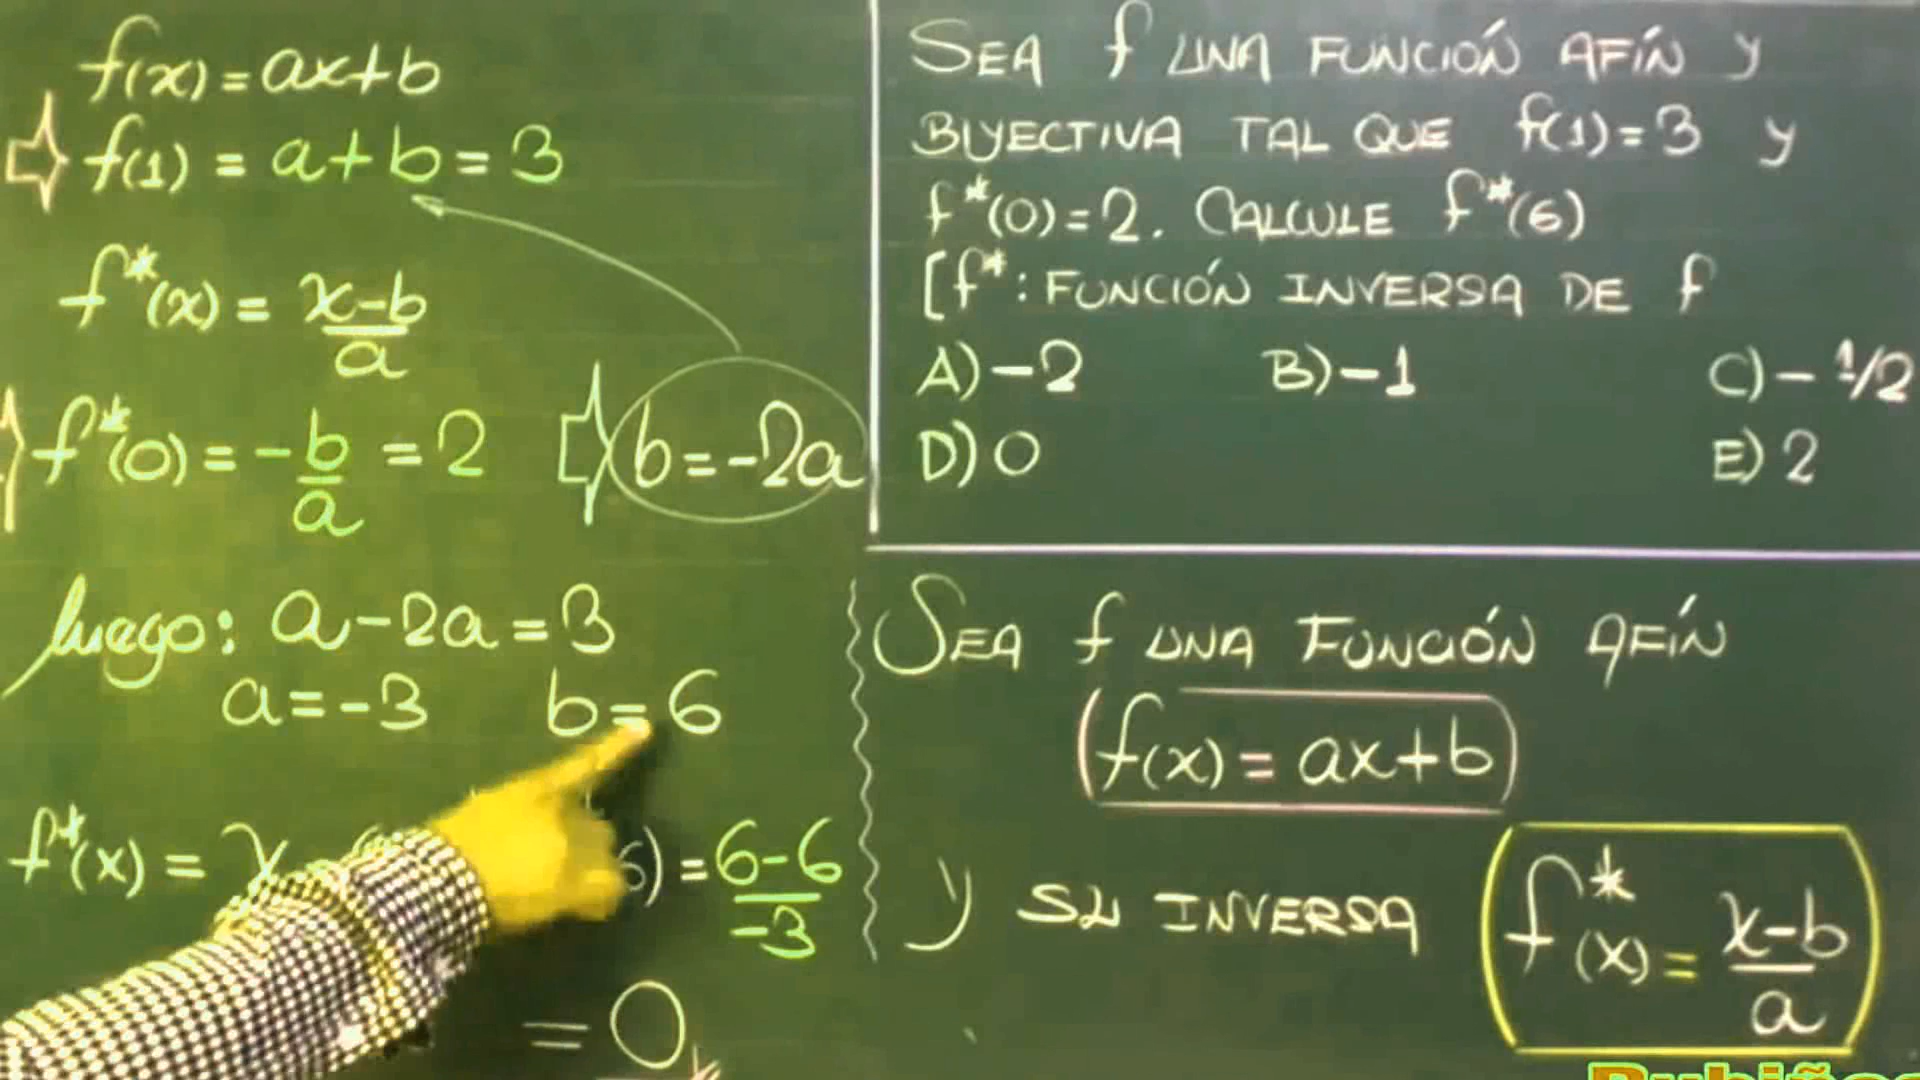 f(x) = ax+b
f(1) = a+b = 3
f*(x) = x-b/a
f*(0) = -b/a = 2
b=-2a
luego: a-2a=3
a=-3 b=6
f*(x) = x
6) = 6-6/-3
= 0
SEA f UNA FUNCIÓN AFÍN Y
BIYECTIVA TAL QUE f(1)=3 y
f*(0)=2. CALCULE f*(6)
[f*: FUNCIÓN INVERSA DE f
A) -2 B) -1 C) - 1/2
D) 0 E) 2
SEA f UNA FUNCIÓN AFÍN
(f(x) = ax+b)
y SU INVERSA f*(x) = x-b/a